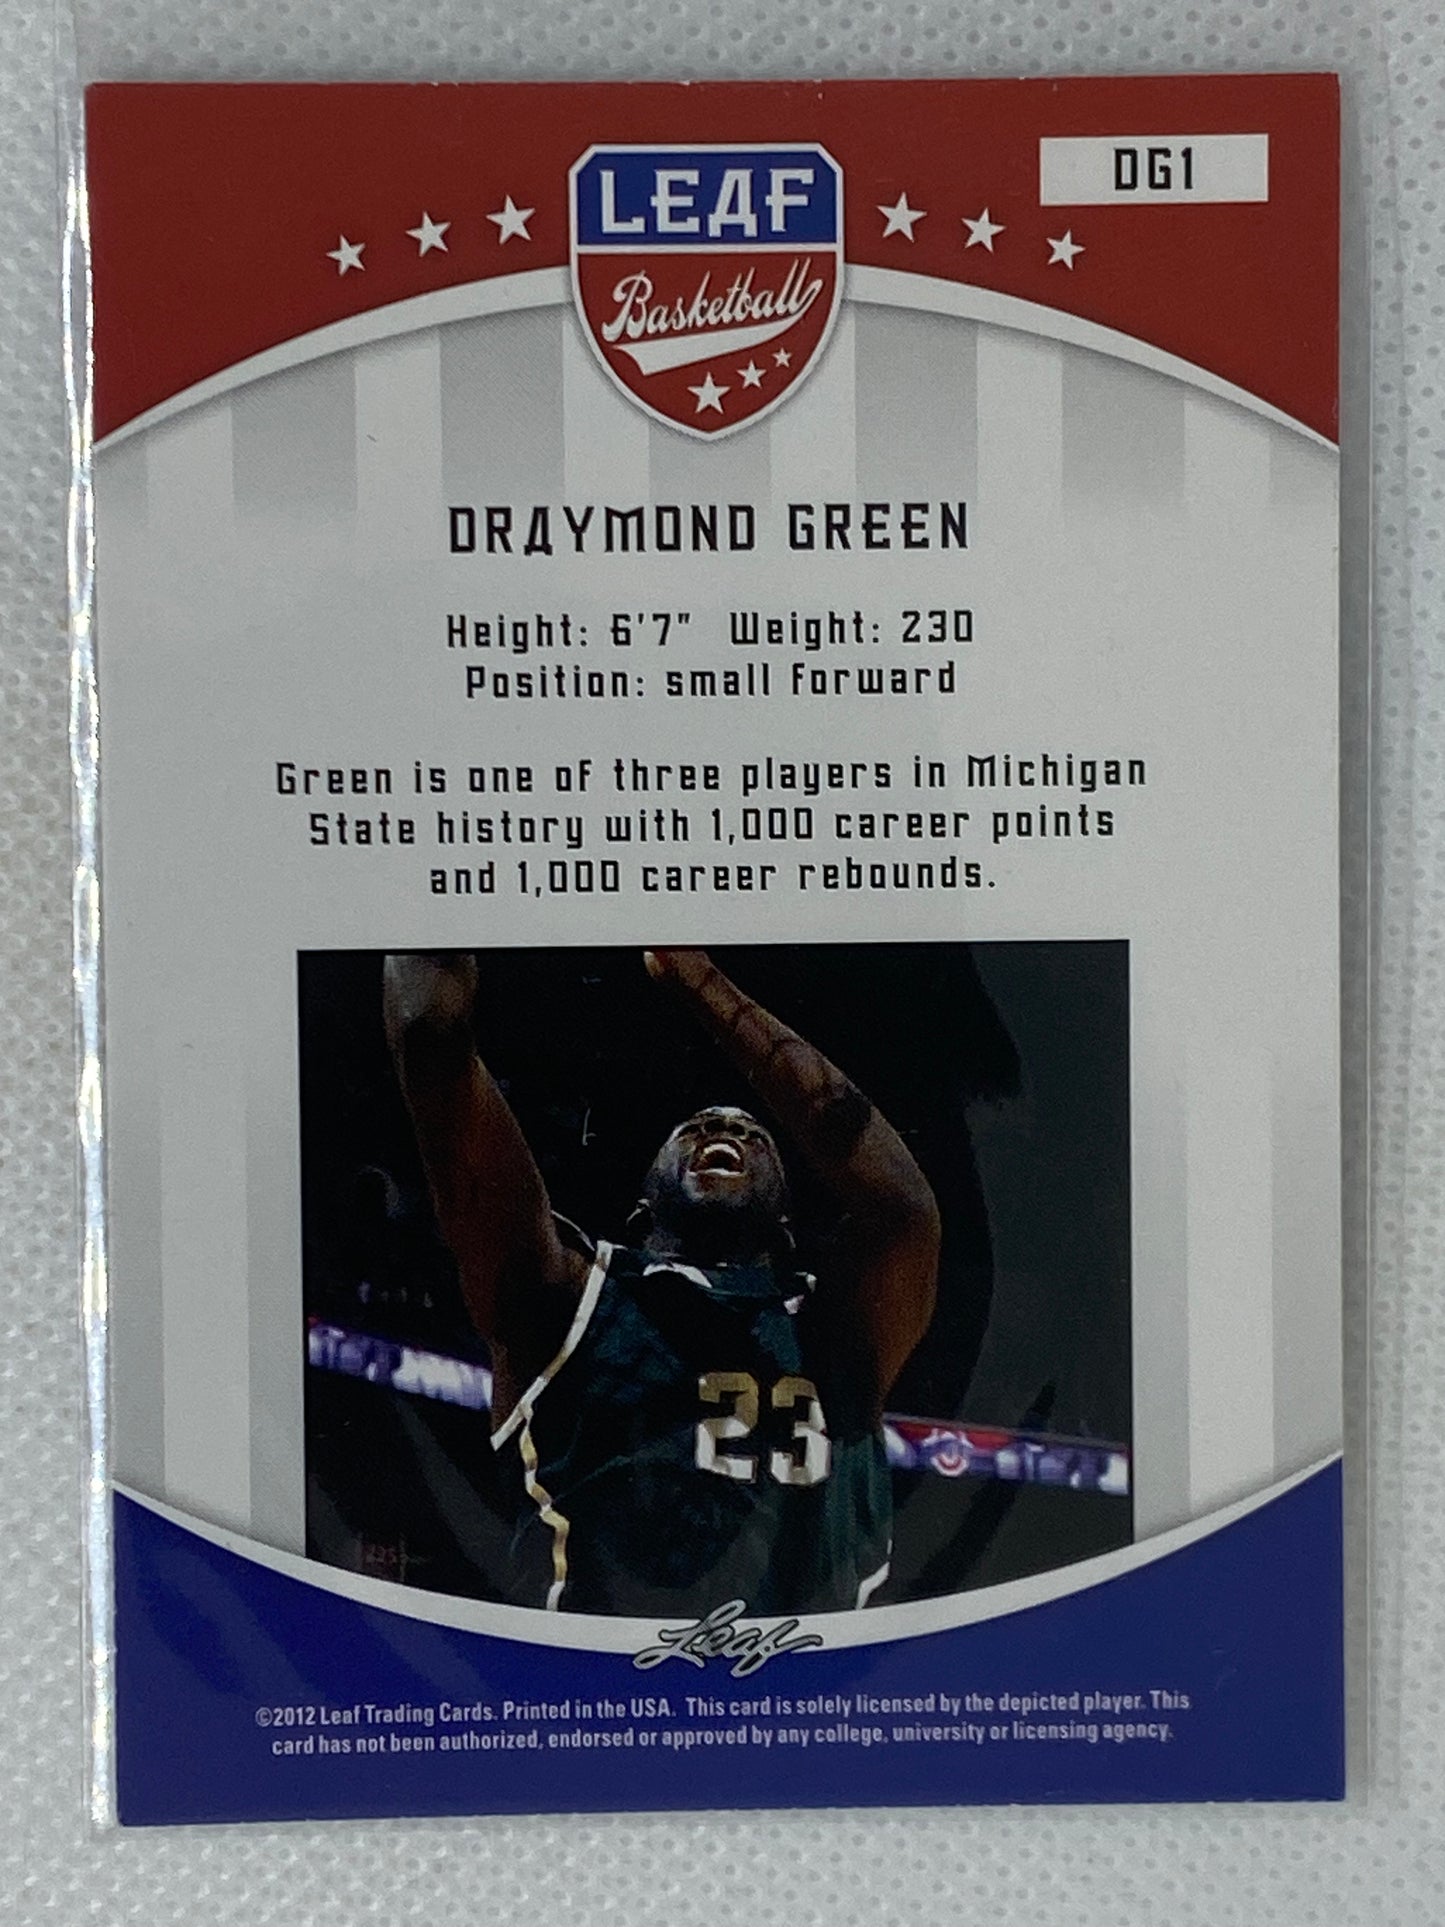 DG1
LEAF
Basketball
DRAYMOND GREEN
Height: 6'7" Weight: 230
Position: small forward
Green is one of three players in Michigan
State history with 1,000 career points
and 1,000 career rebounds.
23
Leaf
©2012 Leaf Trading Cards. Printed in the USA. This card is solely licensed by the depicted player. This
card has not been authorized, endorsed or approved by any college, university or licensing agency.